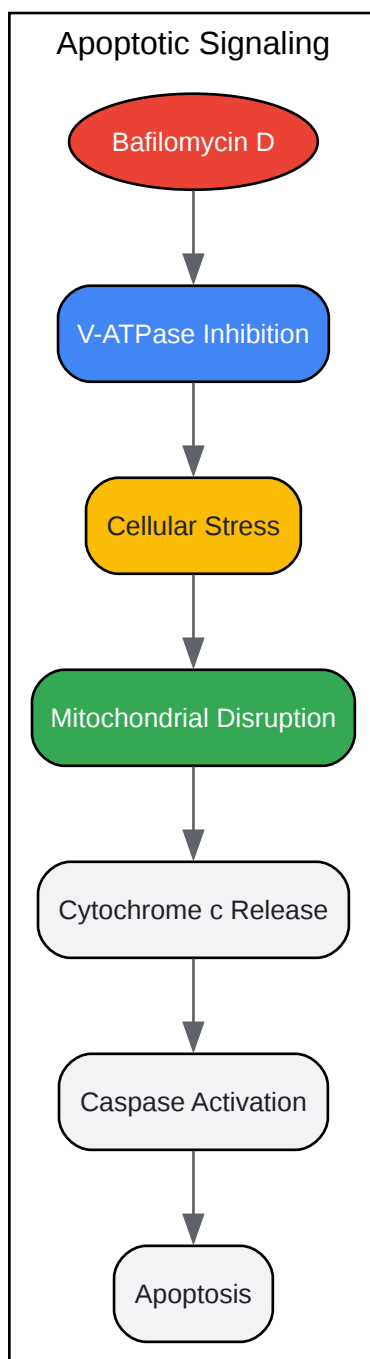 Apoptotic Signaling
Bafilomycin D
V-ATPase Inhibition
Cellular Stress
Mitochondrial Disruption
Cytochrome c Release
Caspase Activation
Apoptosis